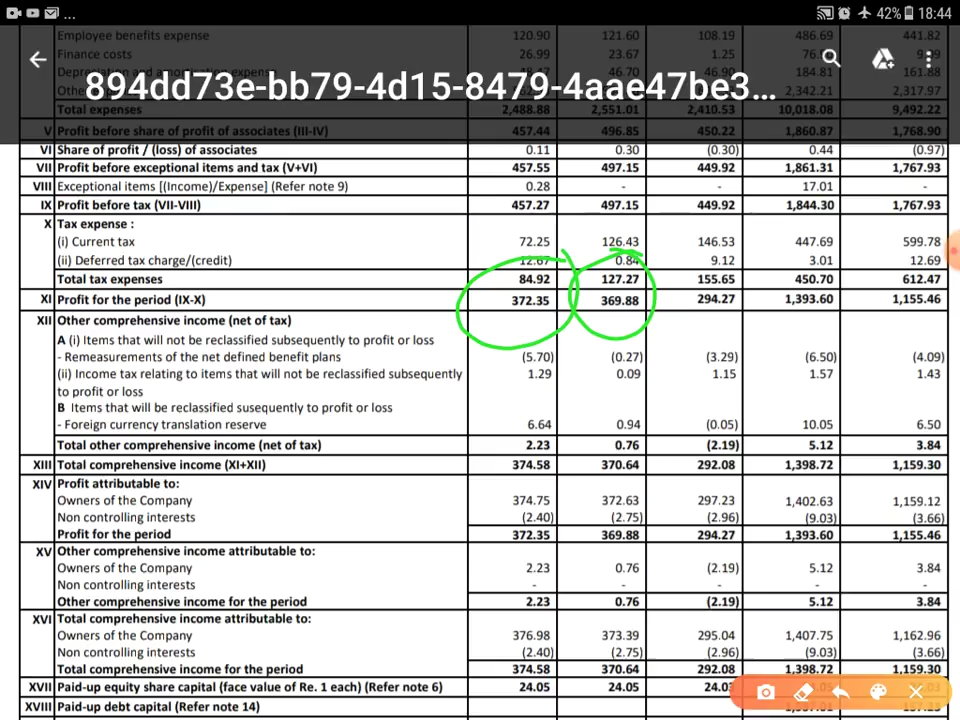 ... 42% 18:44
Employee benefits expense 120.90 121.60 108.19 486.69 441.82
Finance costs 26.99 23.67 1.25
46.70 184.81 161.88
894dd73e-bb79-4d15-8479-4aae47be3...
2,342.21 2,317.97
Total expenses 2,488.88 2,551.01 2,410.53 10,018.08 9,492.22
V Profit before share of profit of associates (III-IV) 457.44 496.85 450.22 1,860.87 1,768.90
VI Share of profit / (loss) of associates 0.11 0.30 (0.30) 0.44 (0.97)
VII Profit before exceptional items and tax (V+VI) 457.55 497.15 449.92 1,861.31 1,767.93
VIII Exceptional items [(Income)/Expense] (Refer note 9) 0.28 - - 17.01 -
IX Profit before tax (VII-VIII) 457.27 497.15 449.92 1,844.30 1,767.93
X Tax expense :
(i) Current tax 72.25 126.43 146.53 447.69 599.78
(ii) Deferred tax charge/(credit) 12.67 0.84 9.12 3.01 12.69
Total tax expenses 84.92 127.27 155.65 450.70 612.47
XI Profit for the period (IX-X) 372.35 369.88 294.27 1,393.60 1,155.46
XII Other comprehensive income (net of tax)
A (i) Items that will not be reclassified subsequently to profit or loss
- Remeasurements of the net defined benefit plans (5.70) (0.27) (3.29) (6.50) (4.09)
(ii) Income tax relating to items that will not be reclassified subsequently 1.29 0.09 1.15 1.57 1.43
to profit or loss
B Items that will be reclassified susequently to profit or loss
- Foreign currency translation reserve 6.64 0.94 (0.05) 10.05 6.50
Total other comprehensive income (net of tax) 2.23 0.76 (2.19) 5.12 3.84
XIII Total comprehensive income (XI+XII) 374.58 370.64 292.08 1,398.72 1,159.30
XIV Profit attributable to:
Owners of the Company 374.75 372.63 297.23 1,402.63 1,159.12
Non controlling interests (2.40) (2.75) (2.96) (9.03) (3.66)
Profit for the period 372.35 369.88 294.27 1,393.60 1,155.46
XV Other comprehensive income attributable to:
Owners of the Company 2.23 0.76 (2.19) 5.12 3.84
Non controlling interests - - - - -
Other comprehensive income for the period 2.23 0.76 (2.19) 5.12 3.84
XVI Total comprehensive income attributable to:
Owners of the Company 376.98 373.39 295.04 1,407.75 1,162.96
Non controlling interests (2.40) (2.75) (2.96) (9.03) (3.66)
Total comprehensive income for the period 374.58 370.64 292.08 1,398.72 1,159.30
XVII Paid-up equity share capital (face value of Re. 1 each) (Refer note 6) 24.05 24.05
XVIII Paid-up debt capital (Refer note 14)